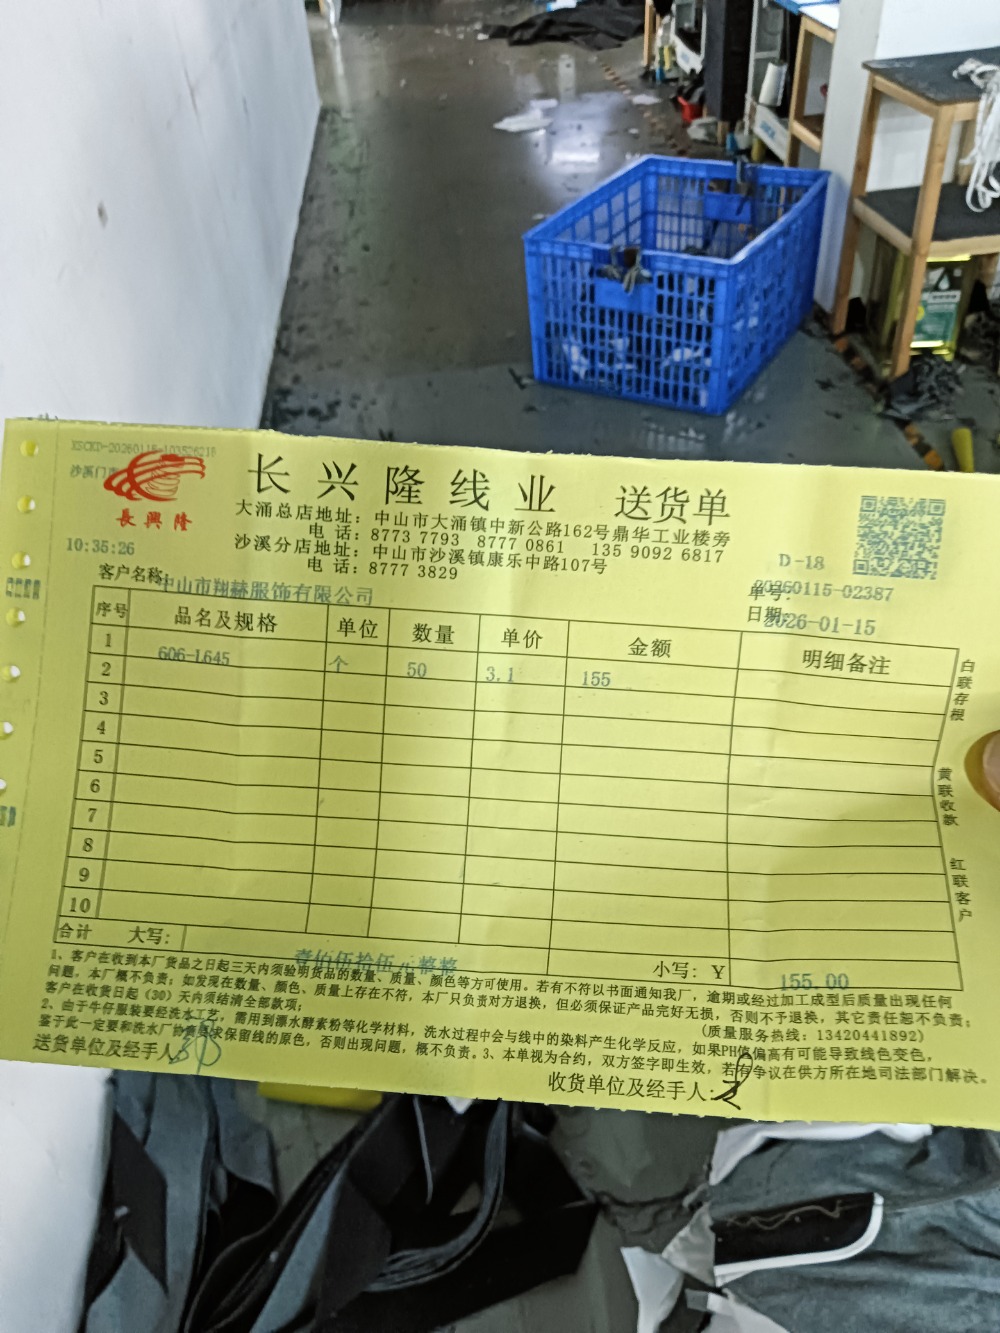 XSCKD-20260115-103526218
沙溪门市
長興隆
长兴隆线业 送货单
大涌总店地址：中山市大涌镇中新公路162号鼎华工业楼旁
电话：8773 7793 8777 0861 135 9092 6817
沙溪分店地址：中山市沙溪镇康乐中路107号
电话：8777 3829
10:35:26
D-18
客户名称：中山市翔赫服饰有限公司
单号：20260115-02387
日期：2026-01-15
序号 品名及规格 单位 数量 单价 金额 明细备注
1 606-L645 个 50 3.1 155
2
3
4
5
6
7
8
9
10
合计 大写：壹佰伍拾伍元整整 小写：￥ 155.00
白联存根 黄联收款 红联客户
1、客户在收到本厂货品之日起三天内须验明货品的数量、质量、颜色等方可使用。若有不符以书面通知我厂，逾期或经过加工成型后质量出现任何
问题，本厂概不负责；如发现在数量、颜色、质量上存在不符，本厂只负责对方退换，但必须保证产品完好无损，否则不予退换，其它责任恕不负责；
客户在收货日起（30）天内须结清全部款项；
(质量服务热线：13420441892)
2、由于牛仔服装要经洗水工艺，需用到漂水酵素粉等化学材料，洗水过程中会与线中的染料产生化学反应，如果PH值偏高有可能导致线色变色，
鉴于此一定要和洗水厂协商要求保留线的原色，否则出现问题，概不负责。3、本单视为合约，双方签字即生效，若有争议在供方所在地司法部门解决。
送货单位及经手人：
收货单位及经手人：